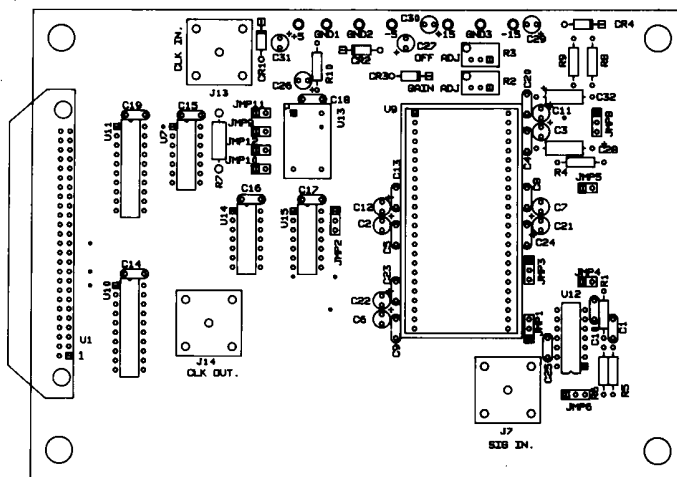 CLK IN.
J13
CR1
+5
GND1
GND2
-5
C30
+15
GND3
-15
C29
CR4
C31
C26
R10
CR2
C27
OFF ADJ
R3
CR3
GAIN ADJ
R2
R9
R8
C19
C15
JMP11
C18
U13
U9
C20
C11
C32
JMP8
U11
U7
JMP9
R7
C3
C4
C28
R4
C13
JMP5
C16
C17
C12
C8
C7
U14
U15
JMP2
C2
C5
C21
C24
C14
C23
JMP3
JMP4
R1
U10
C22
U12
C6
JMP1
C1
U1
1
J14
CLK OUT.
C9
C25
R5
J7
SIG IN.
JMP6